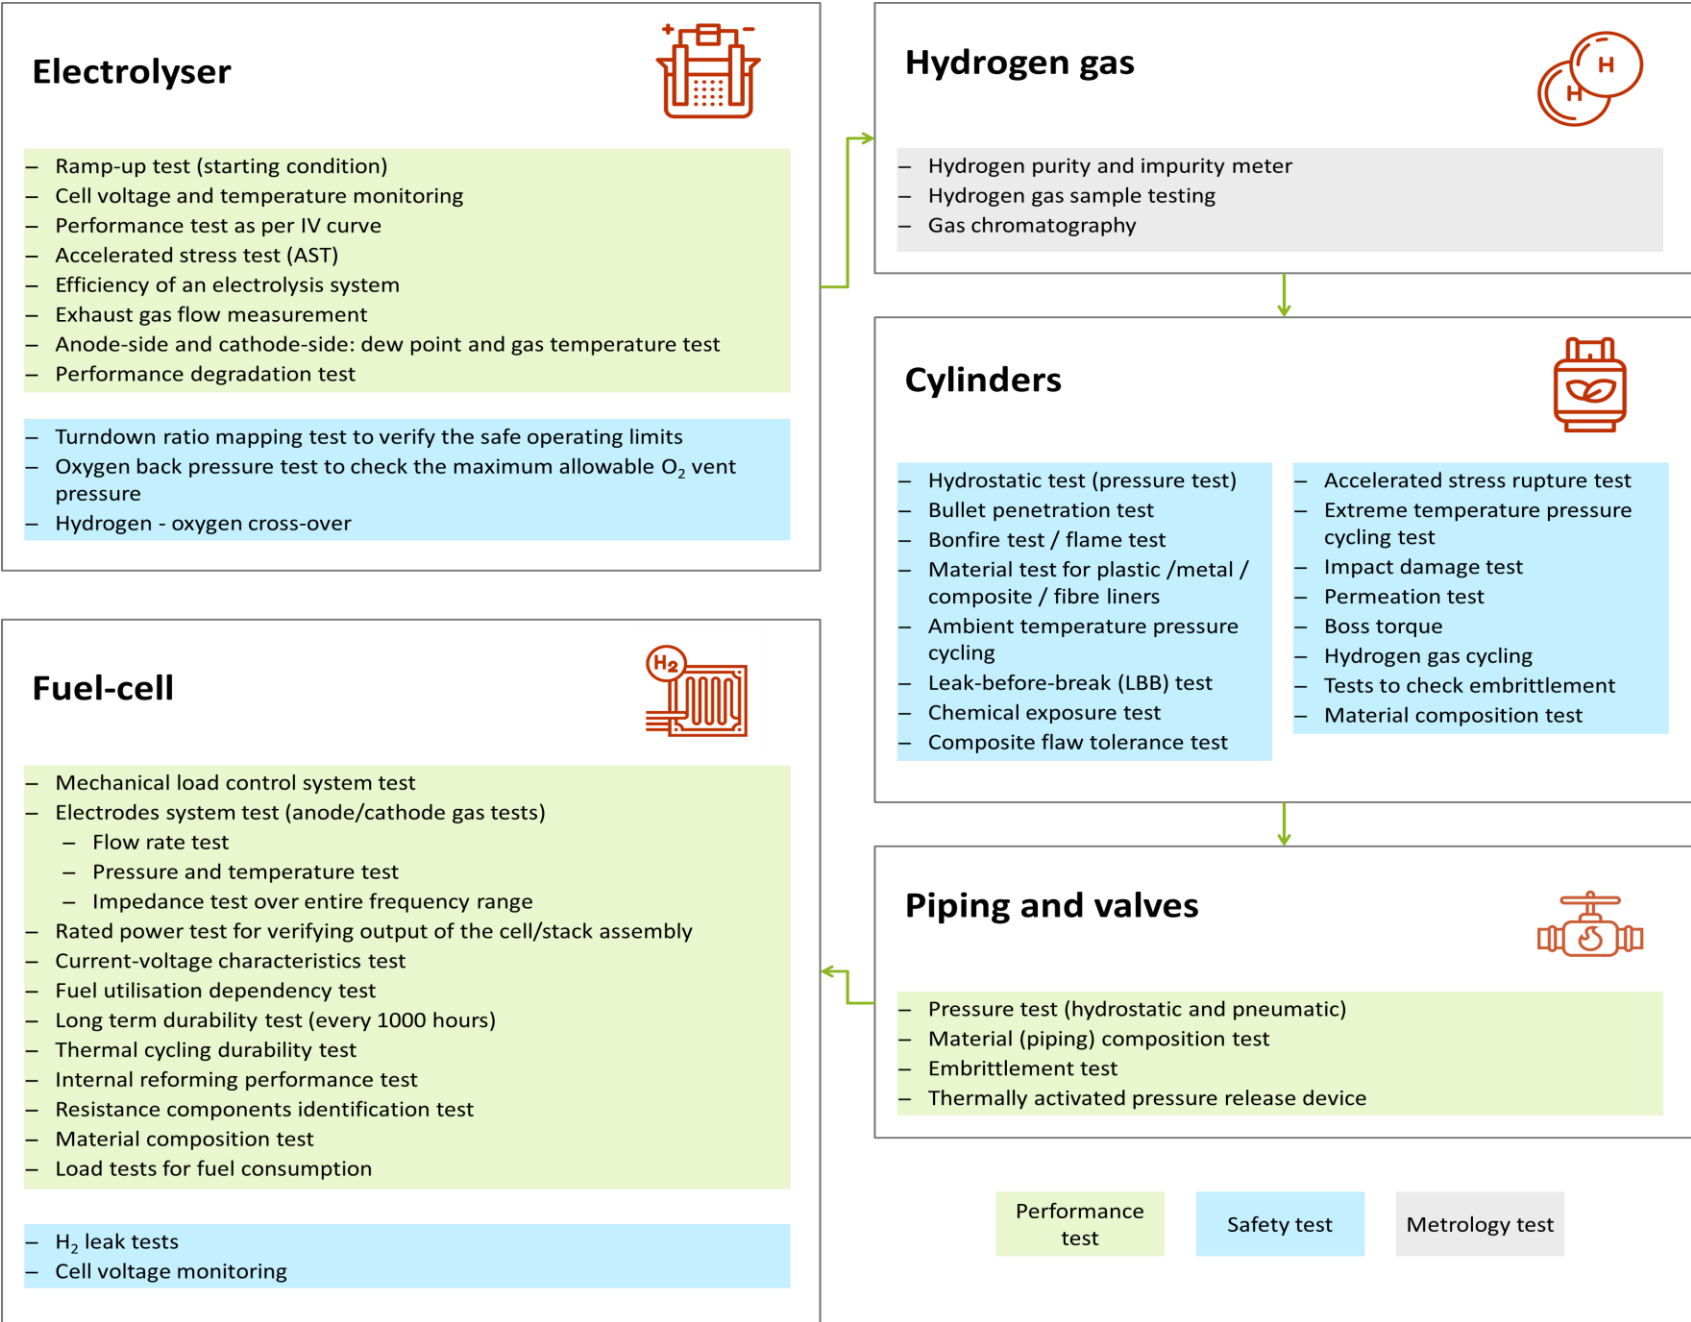 Electrolyser
+ −
– Ramp-up test (starting condition)
– Cell voltage and temperature monitoring
– Performance test as per IV curve
– Accelerated stress test (AST)
– Efficiency of an electrolysis system
– Exhaust gas flow measurement
– Anode-side and cathode-side: dew point and gas temperature test
– Performance degradation test
– Turndown ratio mapping test to verify the safe operating limits
– Oxygen back pressure test to check the maximum allowable O₂ vent
pressure
– Hydrogen - oxygen cross-over
Hydrogen gas
H
H
– Hydrogen purity and impurity meter
– Hydrogen gas sample testing
– Gas chromatography
Cylinders
– Hydrostatic test (pressure test)
– Bullet penetration test
– Bonfire test / flame test
– Material test for plastic /metal /
composite / fibre liners
– Ambient temperature pressure
cycling
– Leak-before-break (LBB) test
– Chemical exposure test
– Composite flaw tolerance test
– Accelerated stress rupture test
– Extreme temperature pressure
cycling test
– Impact damage test
– Permeation test
– Boss torque
– Hydrogen gas cycling
– Tests to check embrittlement
– Material composition test
Piping and valves
– Pressure test (hydrostatic and pneumatic)
– Material (piping) composition test
– Embrittlement test
– Thermally activated pressure release device
Fuel-cell
H₂
– Mechanical load control system test
– Electrodes system test (anode/cathode gas tests)
– Flow rate test
– Pressure and temperature test
– Impedance test over entire frequency range
– Rated power test for verifying output of the cell/stack assembly
– Current-voltage characteristics test
– Fuel utilisation dependency test
– Long term durability test (every 1000 hours)
– Thermal cycling durability test
– Internal reforming performance test
– Resistance components identification test
– Material composition test
– Load tests for fuel consumption
– H₂ leak tests
– Cell voltage monitoring
Performance
test
Safety test
Metrology test